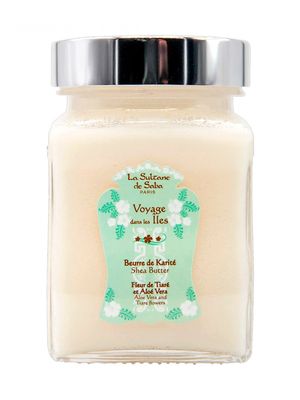 La Sultane
de Saba
PARIS
Voyage
dans les Iles
Beurre de Karité
Shea Butter
Fleur de Tiaré
et Aloé Vera
Aloe Vera and
Tiare flowers